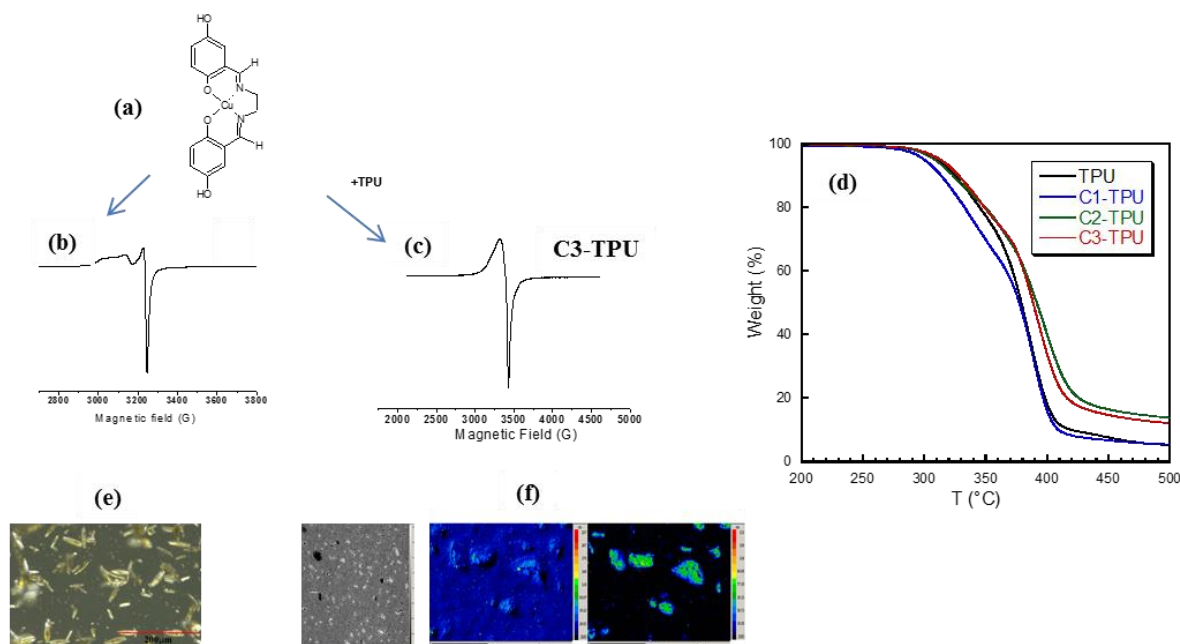 HO
H
N
O
Cu
(a)
O
N
H
HO
+TPU
(b)
(c)
C3-TPU
2800 3000 3200 3400 3600 3800
Magnetic field (G)
2000 2500 3000 3500 4000 4500 5000
Magnetic Field (G)
(d)
TPU
C1-TPU
C2-TPU
C3-TPU
100
80
60
40
20
0
Weight (%)
200 250 300 350 400 450 500
T (°C)
(e)
(f)
200µm